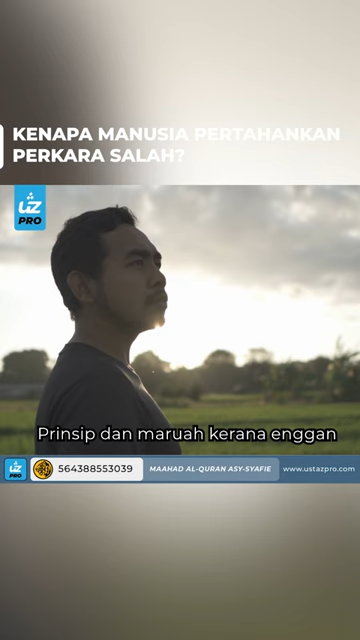 KENAPA MANUSIA PERTAHANKAN
PERKARA SALAH?
UZ
PRO
Prinsip dan maruah kerana enggan
UZ
PRO
564388553039
MAAHAD AL-QURAN ASY-SYAFIE
www.ustazpro.com